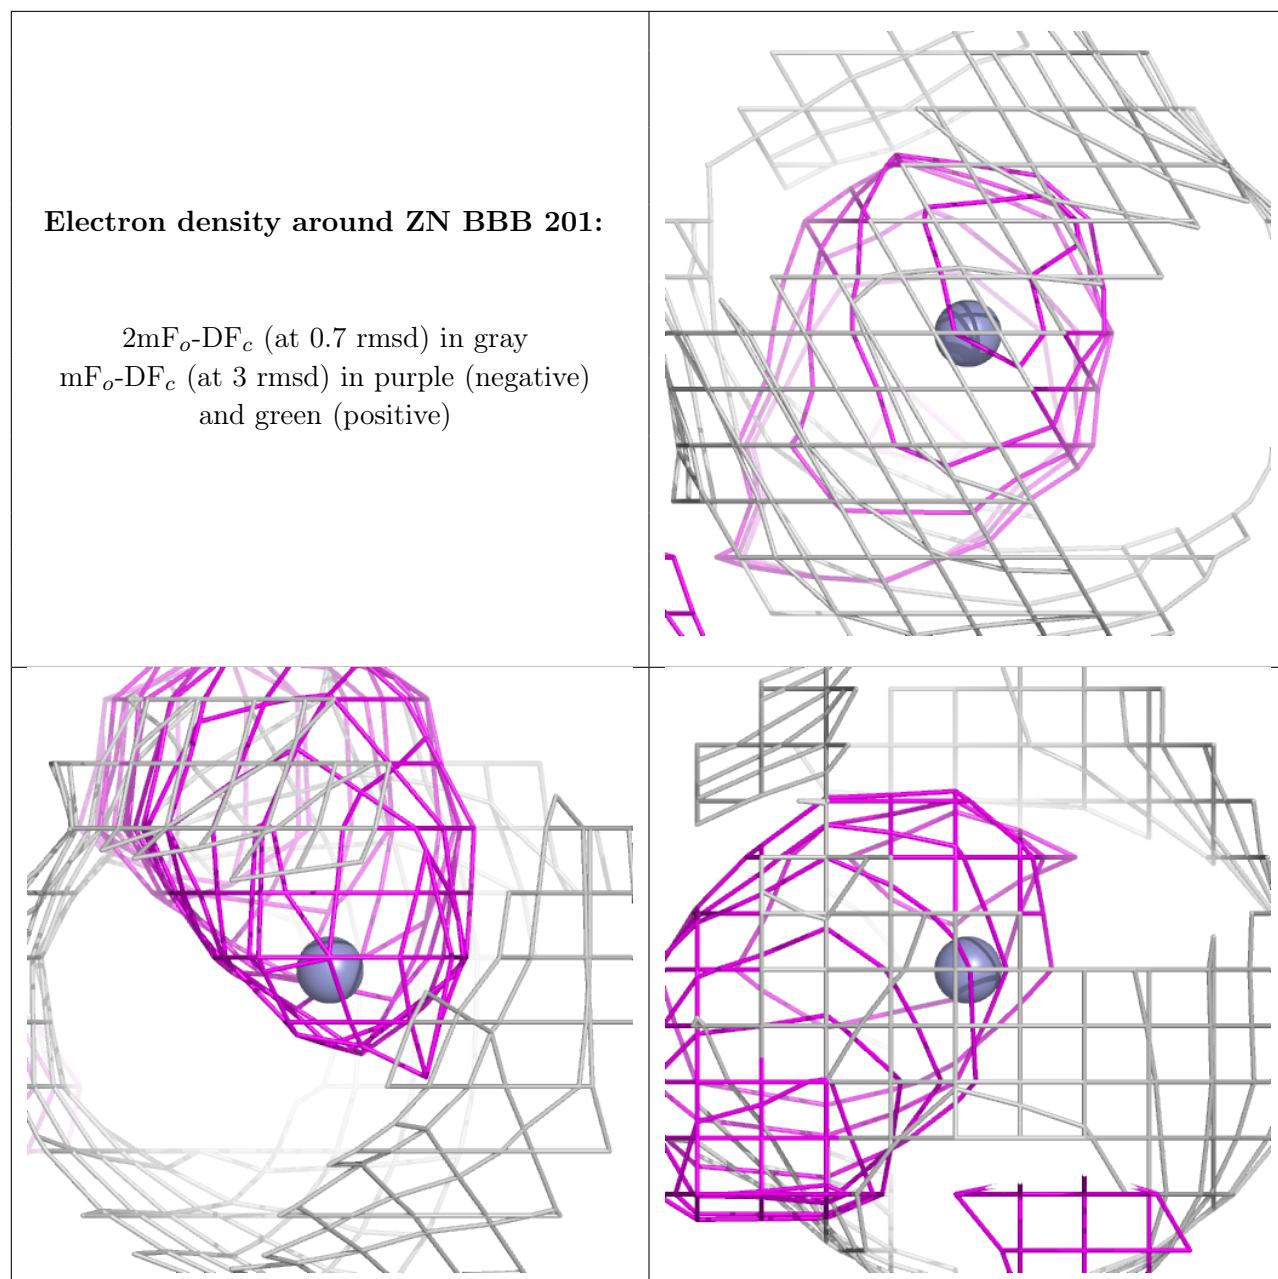 Electron density around ZN BBB 201:
2mFo-DFc (at 0.7 rmsd) in gray
mFo-DFc (at 3 rmsd) in purple (negative)
and green (positive)